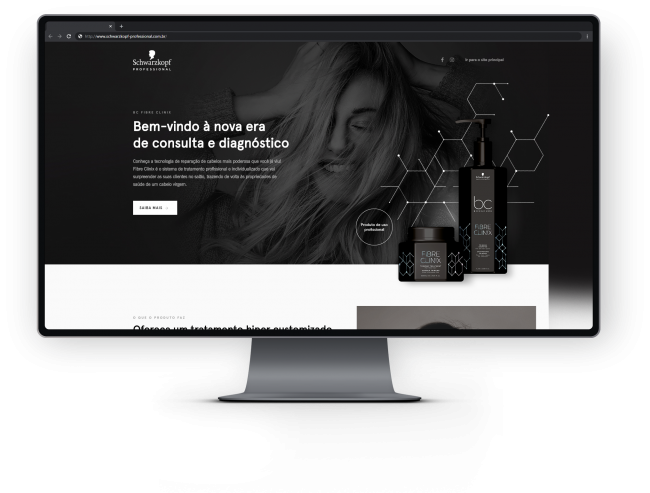 http://www.schwarzkopf-professional.com.br/
Schwarzkopf
PROFESSIONAL
Ir para o site principal
BC FIBRE CLINIX
Bem-vindo à nova era
de consulta e diagnóstico
Conheça a tecnologia de reparação de cabelos mais poderosa que você já viu!
Fibre Clinix é o sistema de tratamento profissional e individualizado que vai
surpreender as suas clientes no salão, trazendo de volta as propriedades de
saúde de um cabelo virgem.
SAIBA MAIS
Produto de uso
profissional
bc
FIBRE
CLINIX
FIBRE
CLINIX
O QUE O PRODUTO FAZ
Oferece um tratamento hiper customizado